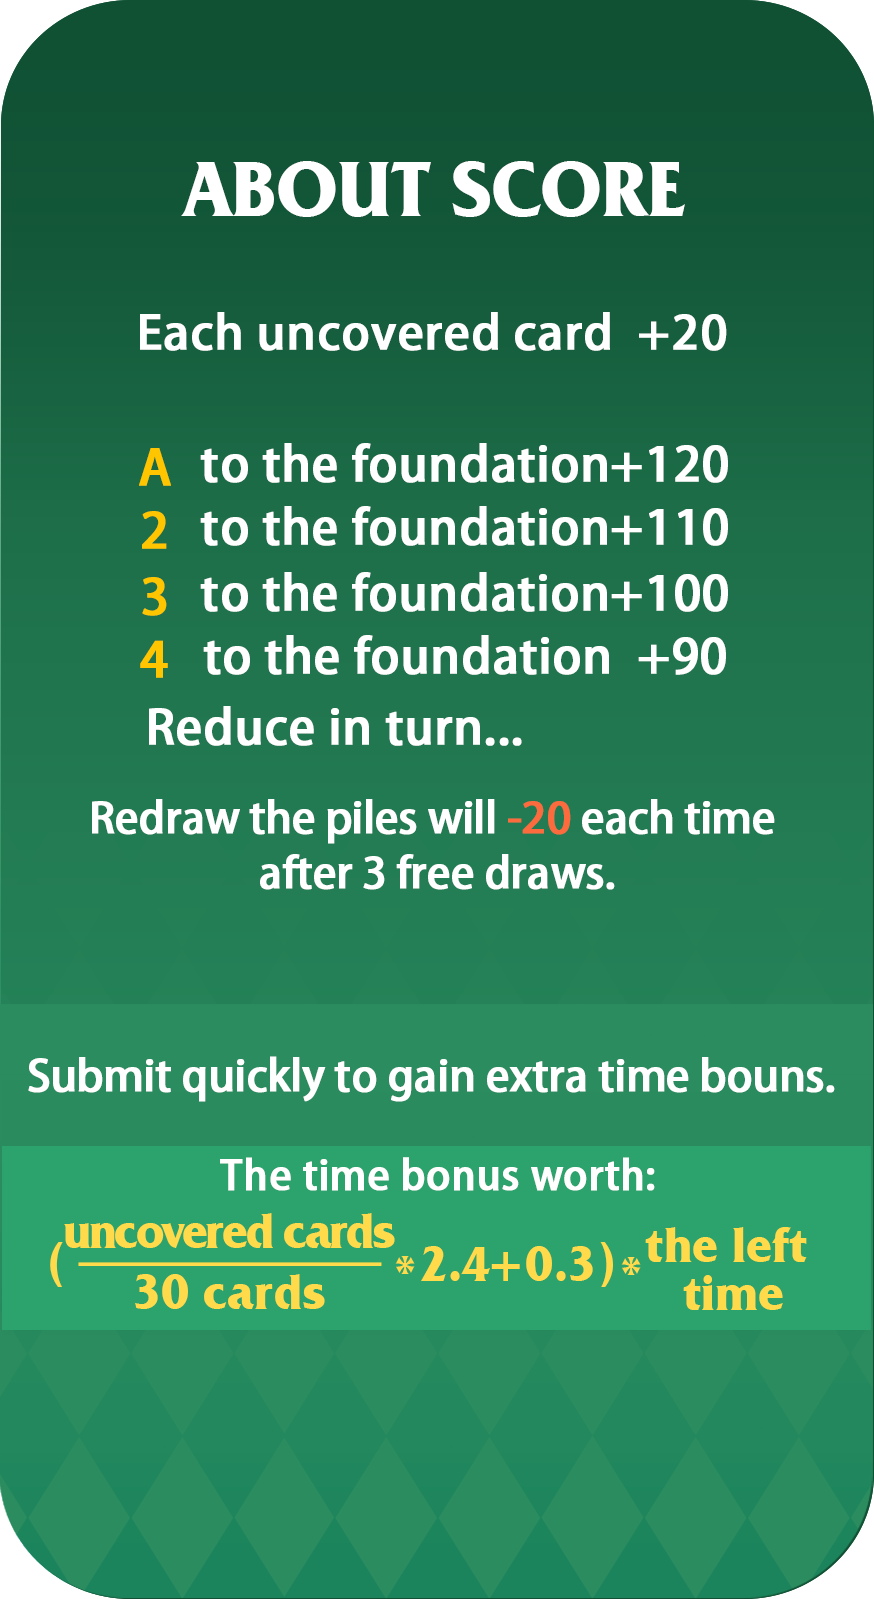 ABOUT SCORE
Each uncovered card +20
A to the foundation+120
2 to the foundation+110
3 to the foundation+100
4 to the foundation +90
Reduce in turn...
Redraw the piles will -20 each time
after 3 free draws.
Submit quickly to gain extra time bouns.
The time bonus worth:
(uncovered cards
30 cards
*2.4+0.3)*
the left
time